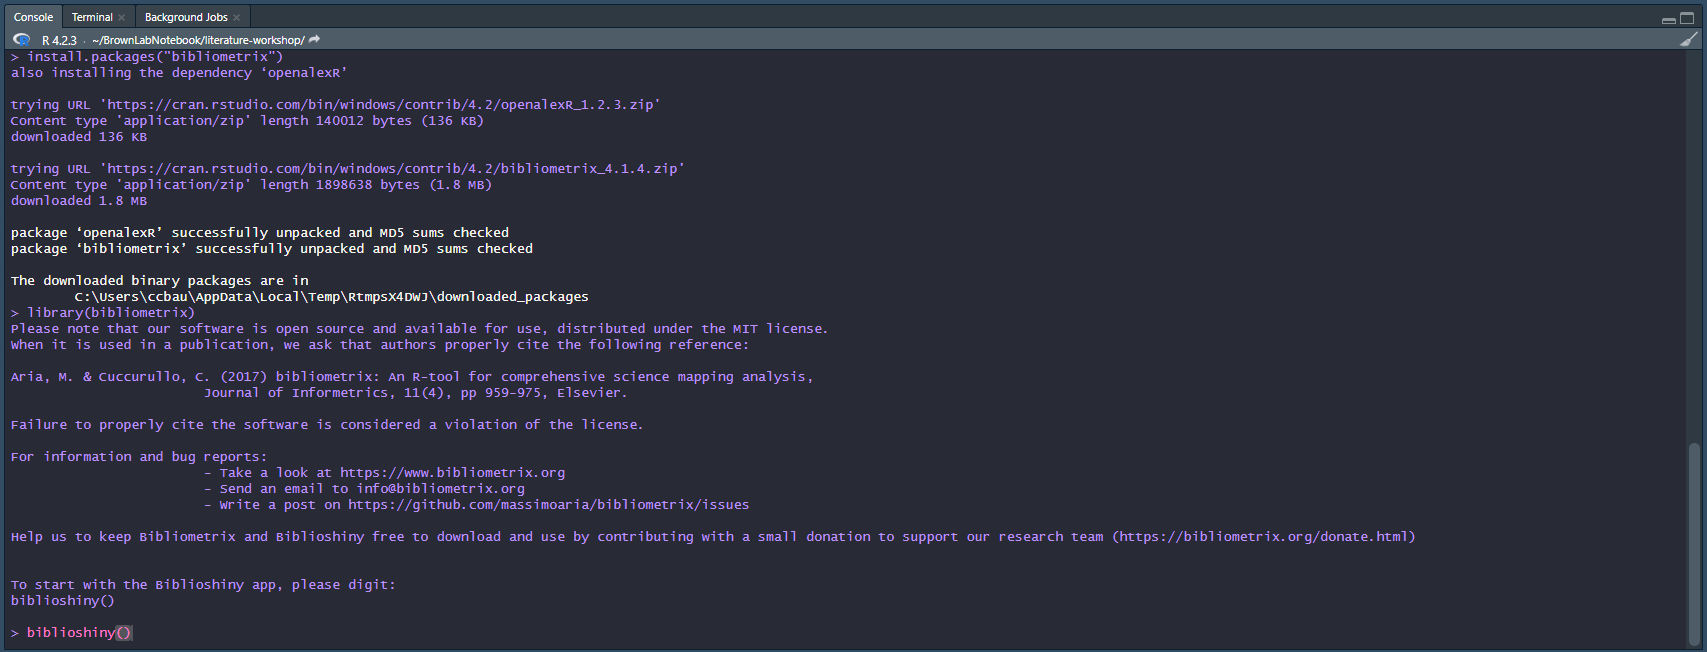 Console Terminal Background Jobs
R 4.2.3 · ~/BrownLabNotebook/literature-workshop/
> install.packages("bibliometrix")
also installing the dependency ‘openalexR’
trying URL 'https://cran.rstudio.com/bin/windows/contrib/4.2/openalexR_1.2.3.zip'
Content type 'application/zip' length 140012 bytes (136 KB)
downloaded 136 KB
trying URL 'https://cran.rstudio.com/bin/windows/contrib/4.2/bibliometrix_4.1.4.zip'
Content type 'application/zip' length 1898638 bytes (1.8 MB)
downloaded 1.8 MB
package ‘openalexR’ successfully unpacked and MD5 sums checked
package ‘bibliometrix’ successfully unpacked and MD5 sums checked
The downloaded binary packages are in
C:\Users\ccbau\AppData\Local\Temp\RtmpsX4DWJ\downloaded_packages
> library(bibliometrix)
Please note that our software is open source and available for use, distributed under the MIT license.
When it is used in a publication, we ask that authors properly cite the following reference:
Aria, M. & Cuccurullo, C. (2017) bibliometrix: An R-tool for comprehensive science mapping analysis,
Journal of Informetrics, 11(4), pp 959-975, Elsevier.
Failure to properly cite the software is considered a violation of the license.
For information and bug reports:
- Take a look at https://www.bibliometrix.org
- Send an email to info@bibliometrix.org
- Write a post on https://github.com/massimoaria/bibliometrix/issues
Help us to keep Bibliometrix and Biblioshiny free to download and use by contributing with a small donation to support our research team (https://bibliometrix.org/donate.html)
To start with the Biblioshiny app, please digit:
biblioshiny()
> biblioshiny()